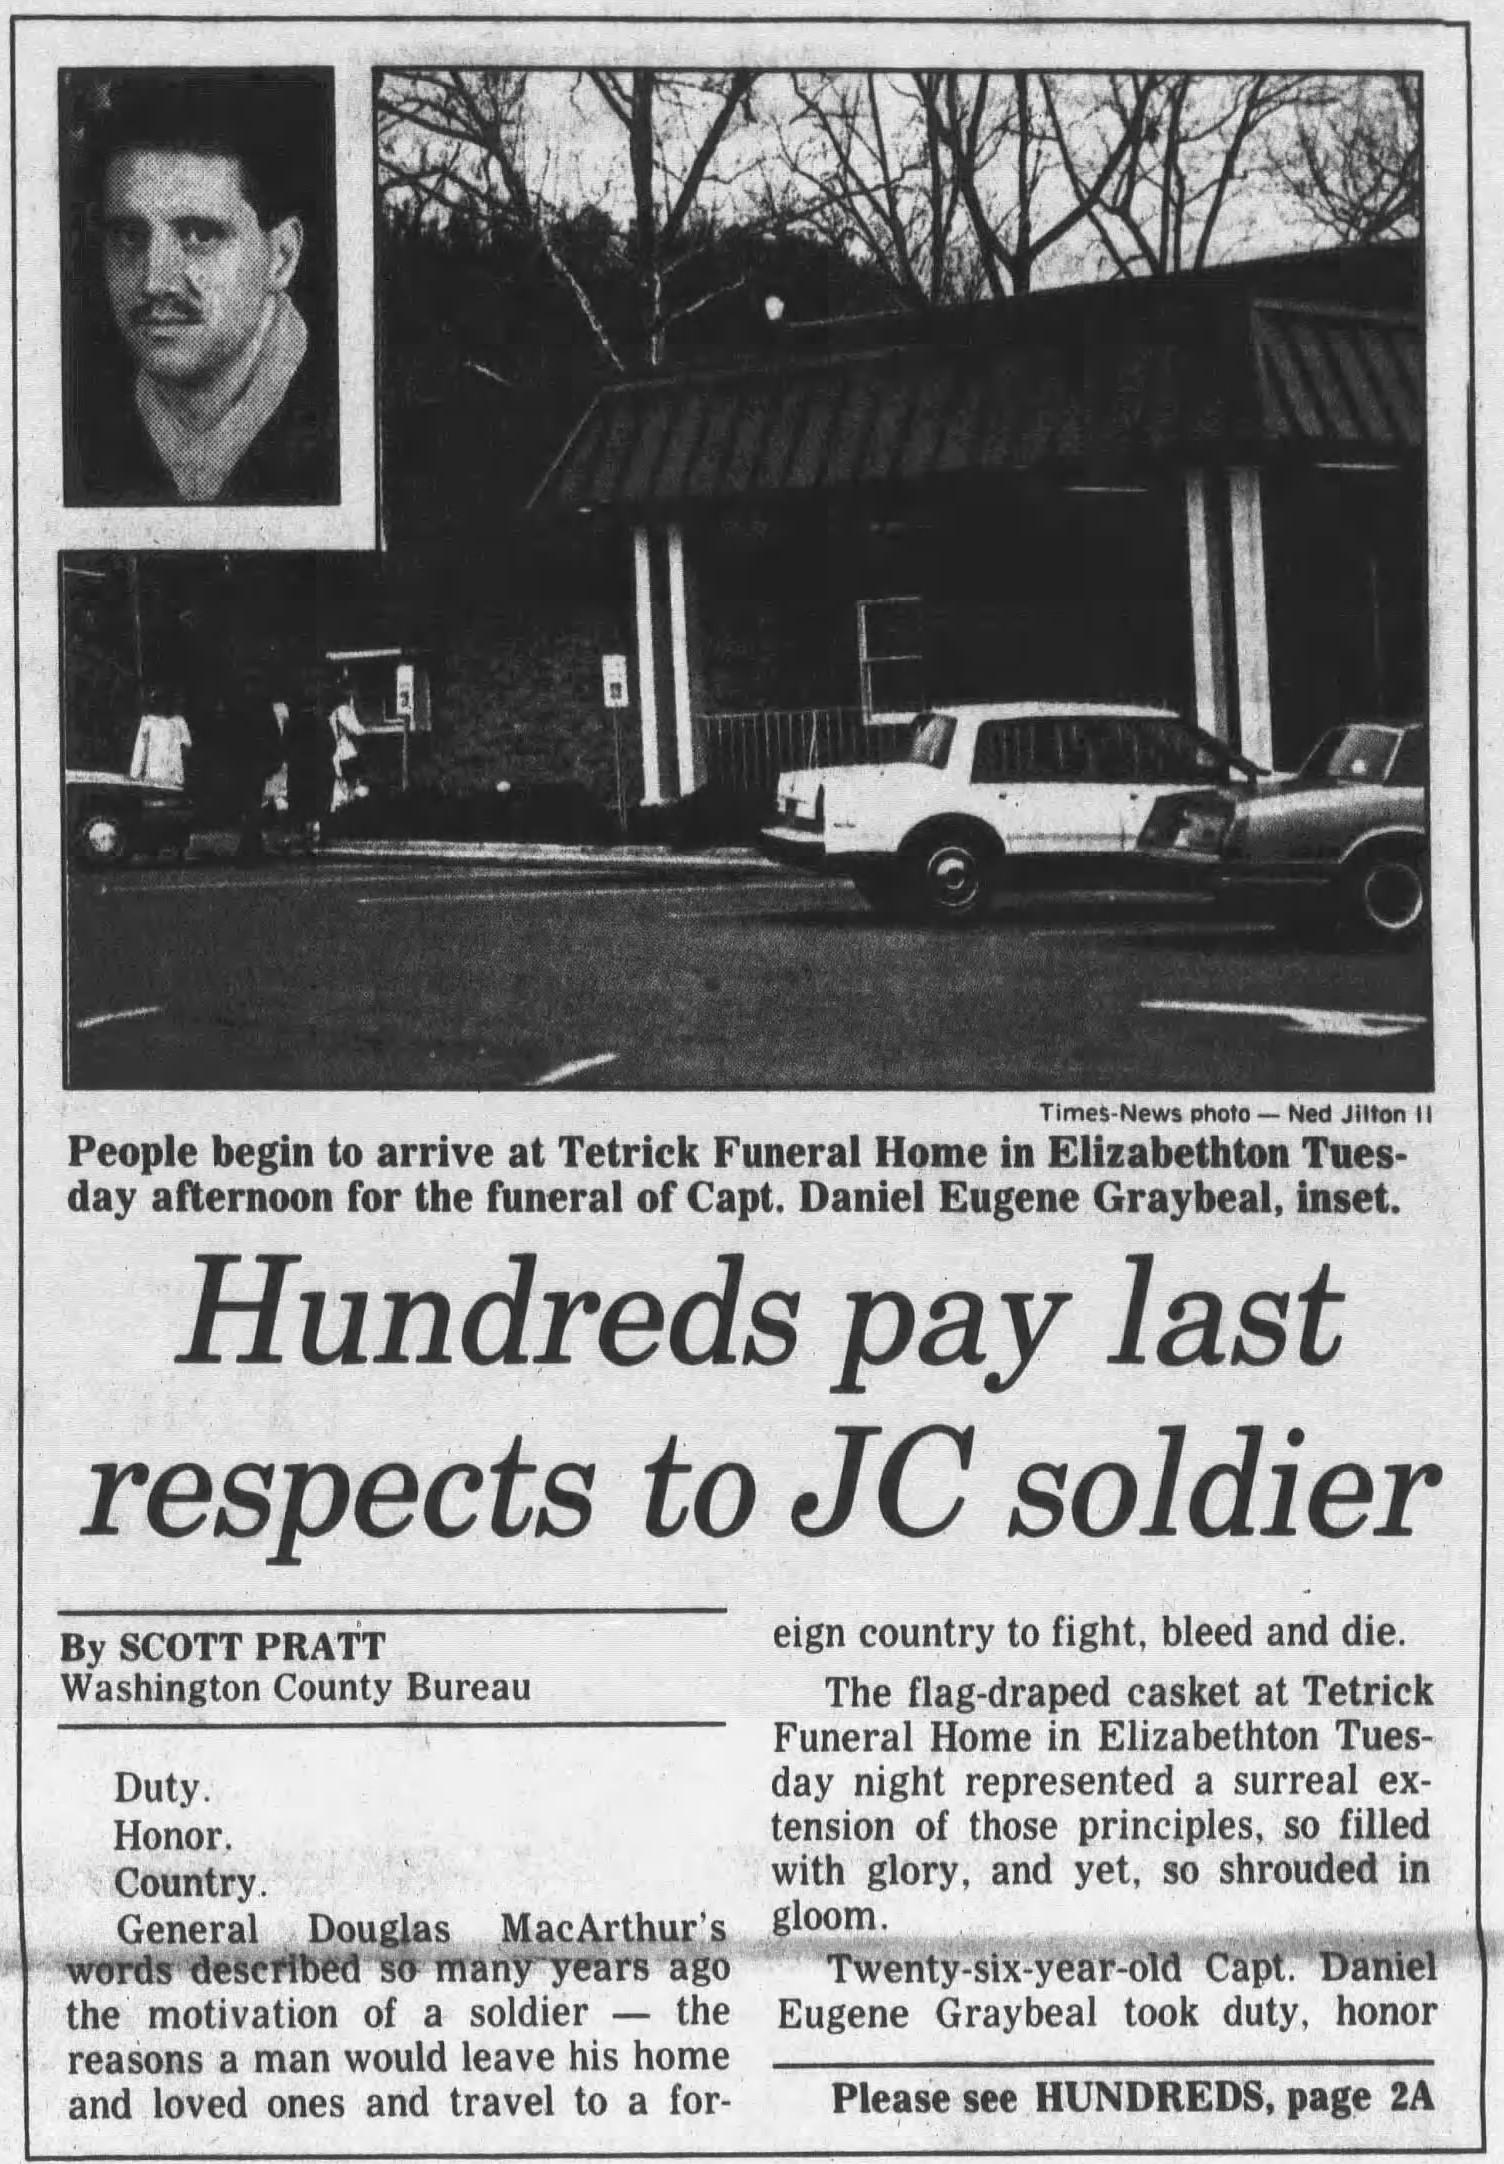 Times-News photo — Ned Jilton II
People begin to arrive at Tetrick Funeral Home in Elizabethton Tues-
day afternoon for the funeral of Capt. Daniel Eugene Graybeal, inset.
Hundreds pay last
respects to JC soldier
By SCOTT PRATT
Washington County Bureau
Duty.
Honor.
Country.
General Douglas MacArthur's
words described so many years ago
the motivation of a soldier — the
reasons a man would leave his home
and loved ones and travel to a for-
eign country to fight, bleed and die.
The flag-draped casket at Tetrick
Funeral Home in Elizabethton Tues-
day night represented a surreal ex-
tension of those principles, so filled
with glory, and yet, so shrouded in
gloom.
Twenty-six-year-old Capt. Daniel
Eugene Graybeal took duty, honor
Please see HUNDREDS, page 2A